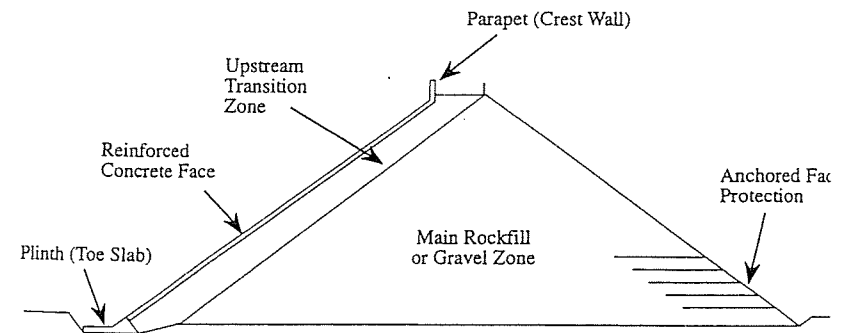 Parapet (Crest Wall)
Upstream
Transition
Zone
Reinforced
Concrete Face
Anchored Fac
Protection
Main Rockfill
or Gravel Zone
Plinth (Toe Slab)